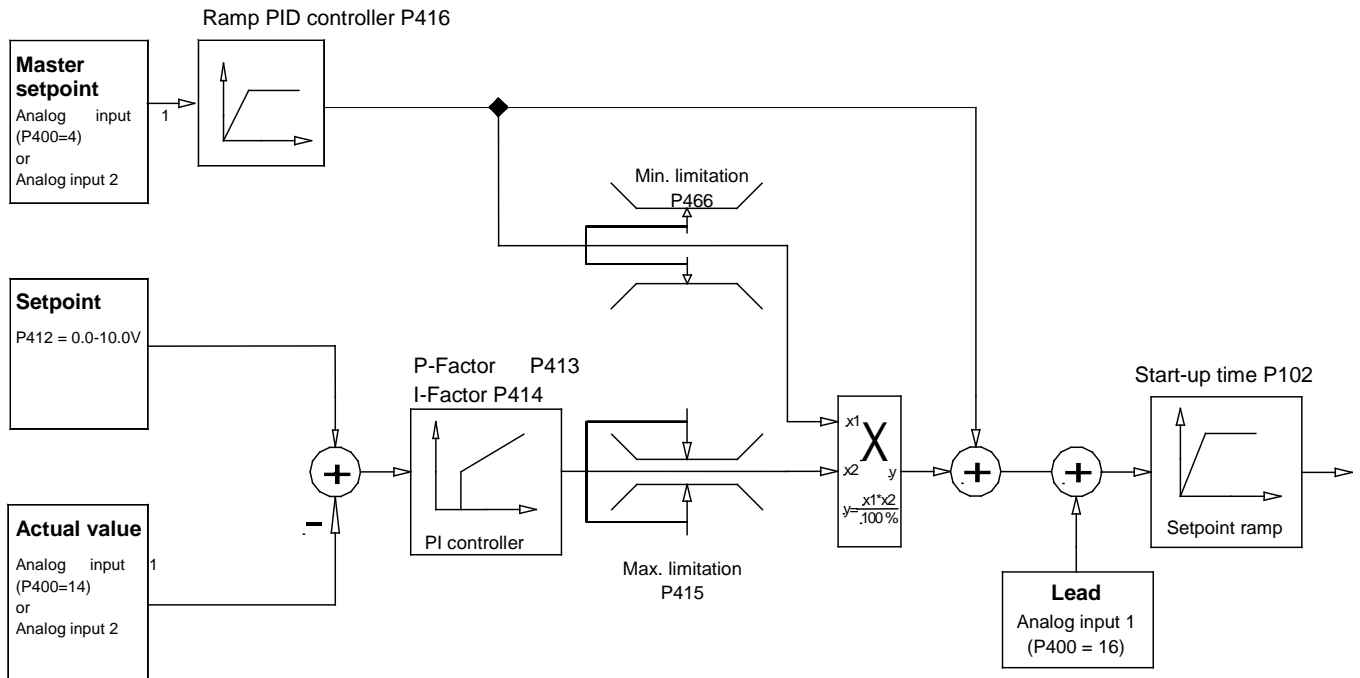 Ramp PID controller P416
Master
setpoint
Analog input 1
(P400=4)
or
Analog input 2
Min. limitation
P466
Setpoint
P412 = 0.0-10.0V
P-Factor P413
I-Factor P414
PI controller
+
-
Actual value
Analog input 1
(P400=14)
or
Analog input 2
Max. limitation
P415
x1
X
x2
y
y=x1*x2
100 %
+
+
Start-up time P102
Setpoint ramp
Lead
Analog input 1
(P400 = 16)